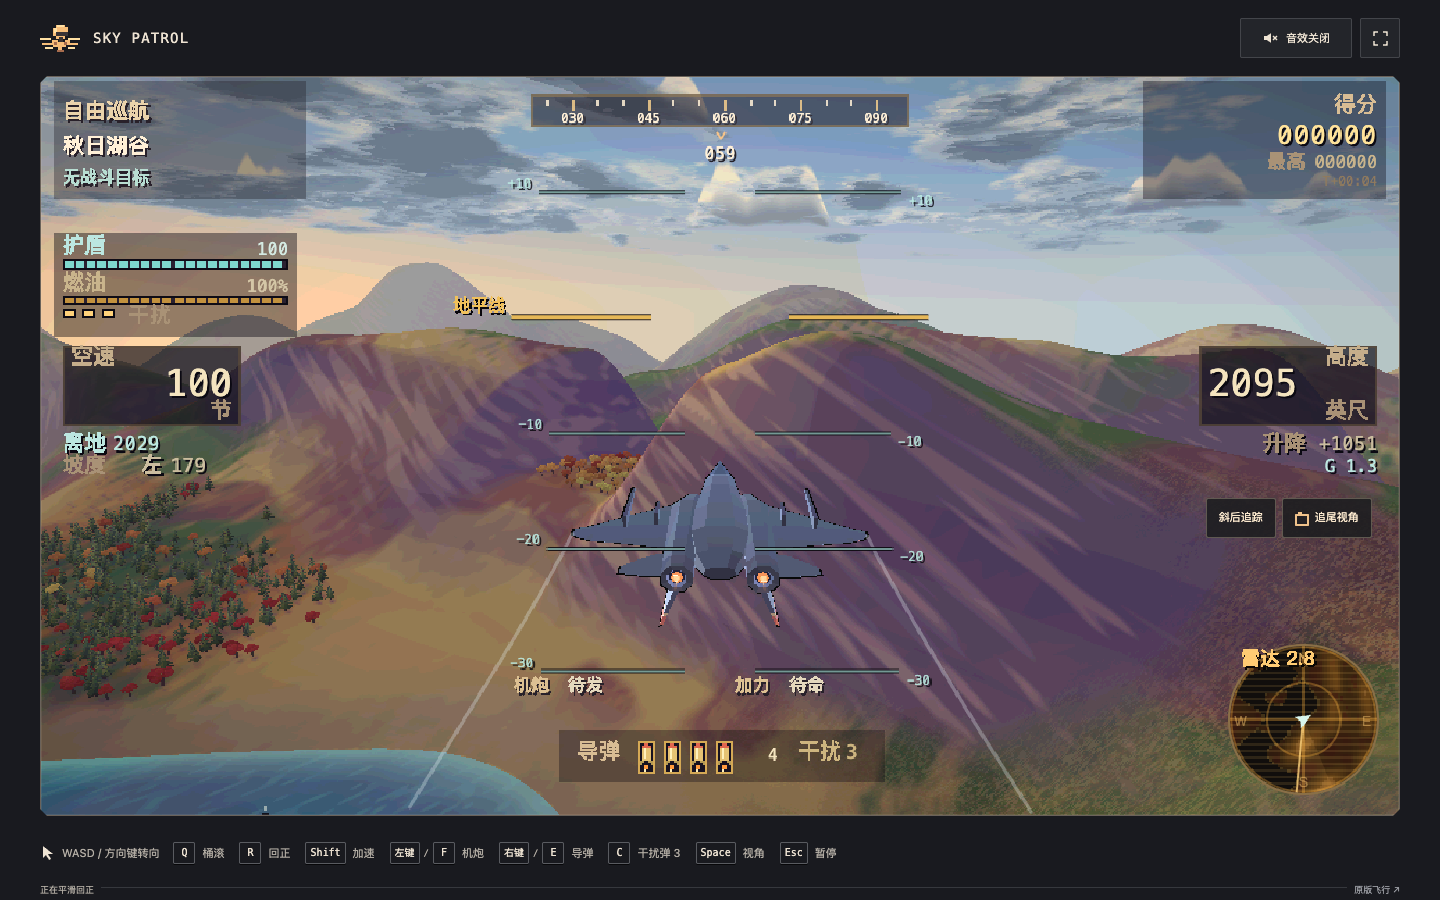 SKY PATROL
音效关闭
自由巡航
秋日湖谷
无战斗目标
030 045 060 075 090
059
得分
000000
最高 000000
T+00:04
+10 +10
护盾 100
燃油 100%
干扰
地平线
空速
100
节
离地 2029
坡度 左 179
高度
2095
英尺
升降 +1051
G 1.3
-10 -10
斜后追踪 追尾视角
-20 -20
-30 -30
机炮 待发 加力 待命
雷达 2.8
W E
S
导弹 4 干扰 3
WASD / 方向键转向 Q 桶滚 R 回正 Shift 加速 左键 / F 机炮 右键 / E 导弹 C 干扰弹 3 Space 视角 Esc 暂停
正在平滑回正 原版飞行 ↗